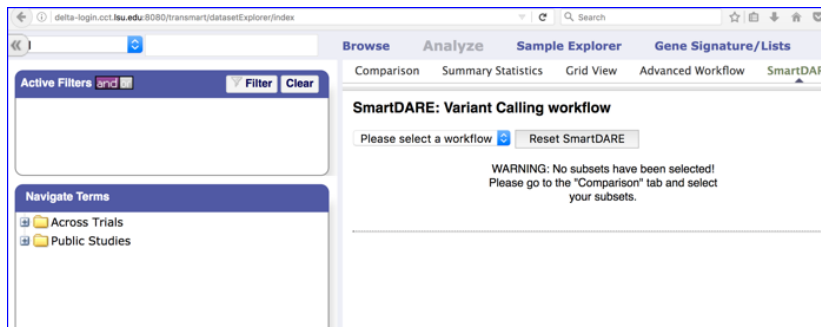 delta-login.cct.lsu.edu:8080/transmart/datasetExplorer/index
Search
Browse Analyze Sample Explorer Gene Signature/Lists
Active Filters and or Filter Clear
Comparison Summary Statistics Grid View Advanced Workflow SmartDAR
SmartDARE: Variant Calling workflow
Please select a workflow Reset SmartDARE
WARNING: No subsets have been selected!
Please go to the "Comparison" tab and select
your subsets.
Navigate Terms
Across Trials
Public Studies